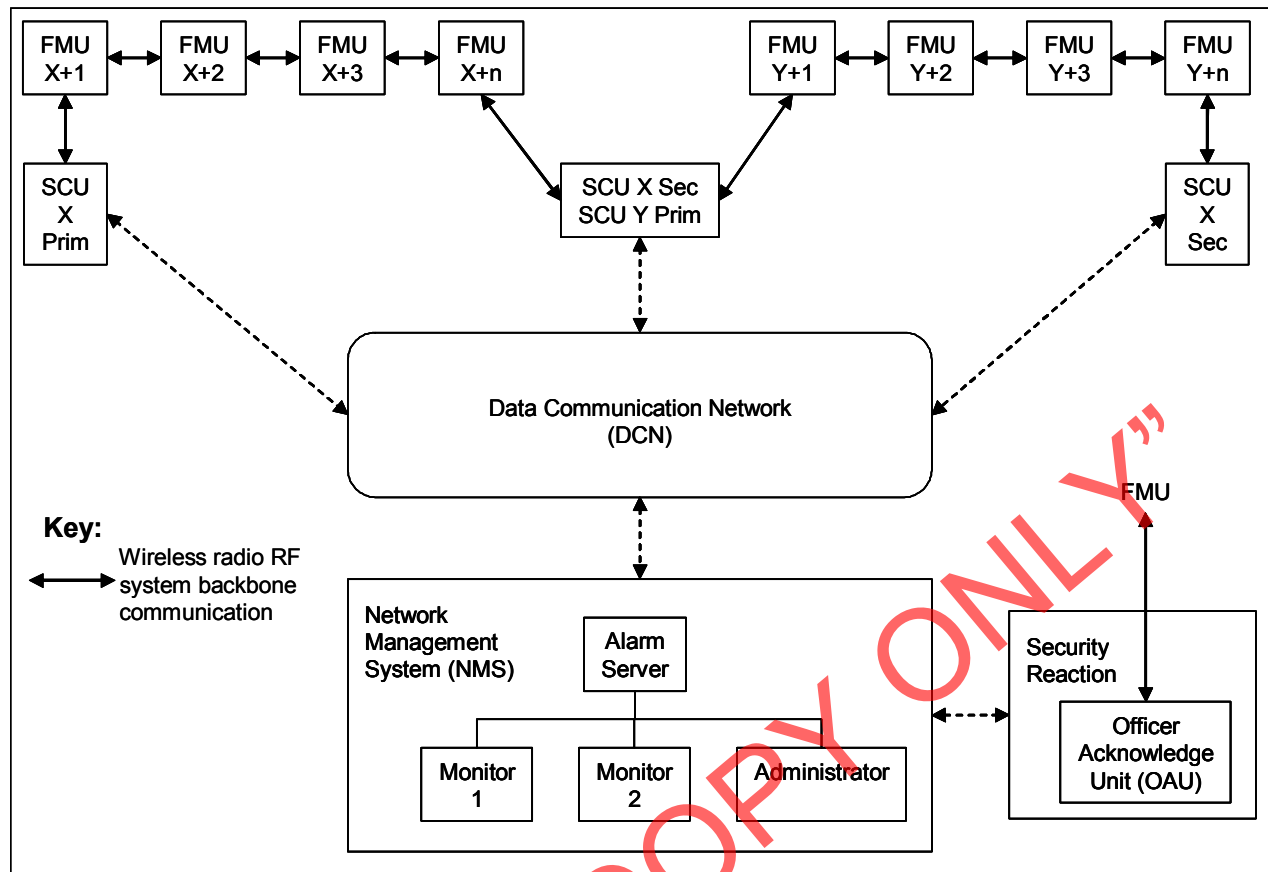 FMU
X+1
FMU
X+2
FMU
X+3
FMU
X+n
FMU
Y+1
FMU
Y+2
FMU
Y+3
FMU
Y+n
SCU
X
Prim
SCU X Sec
SCU Y Prim
SCU
X
Sec
Data Communication Network
(DCN)
Key:
Wireless radio RF
system backbone
communication
FMU
Network
Management
System (NMS)
Alarm
Server
Monitor
1
Monitor
2
Administrator
Security
Reaction
Officer
Acknowledge
Unit (OAU)
COPY ONLY”